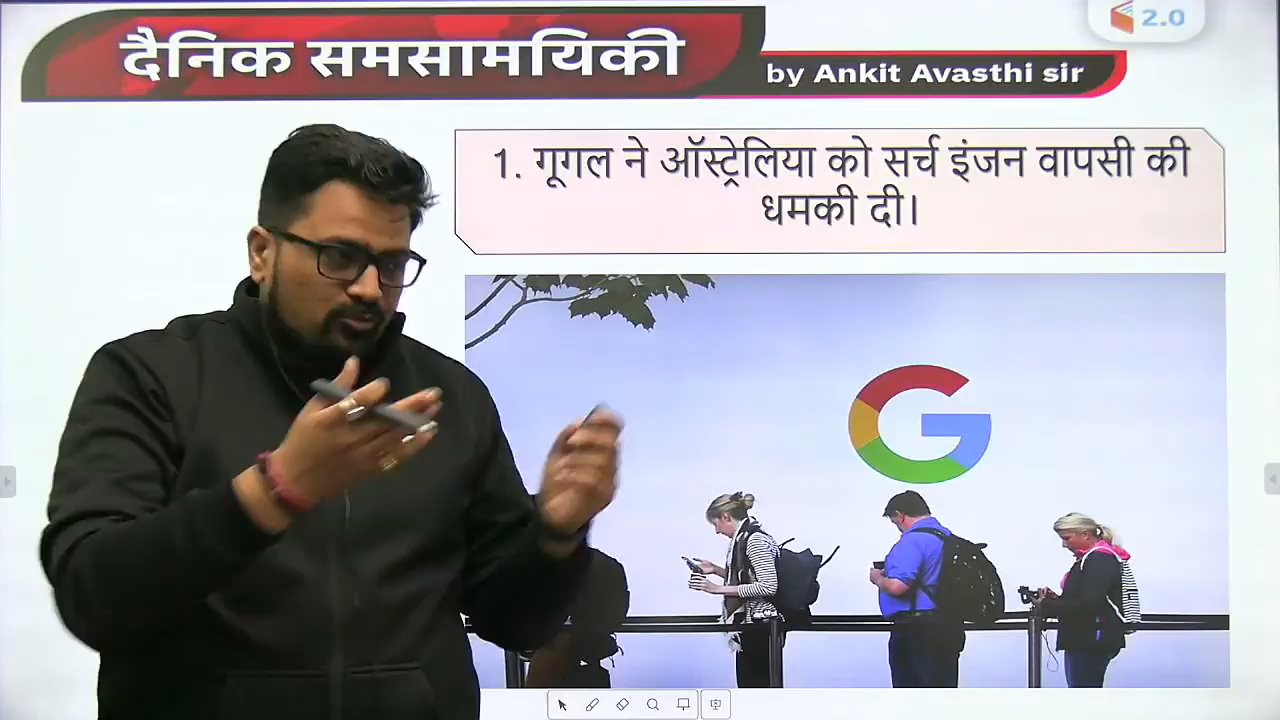 दैनिक समसामयिकी
by Ankit Avasthi sir
2.0
1. गूगल ने ऑस्ट्रेलिया को सर्च इंजन वापसी की
धमकी दी।